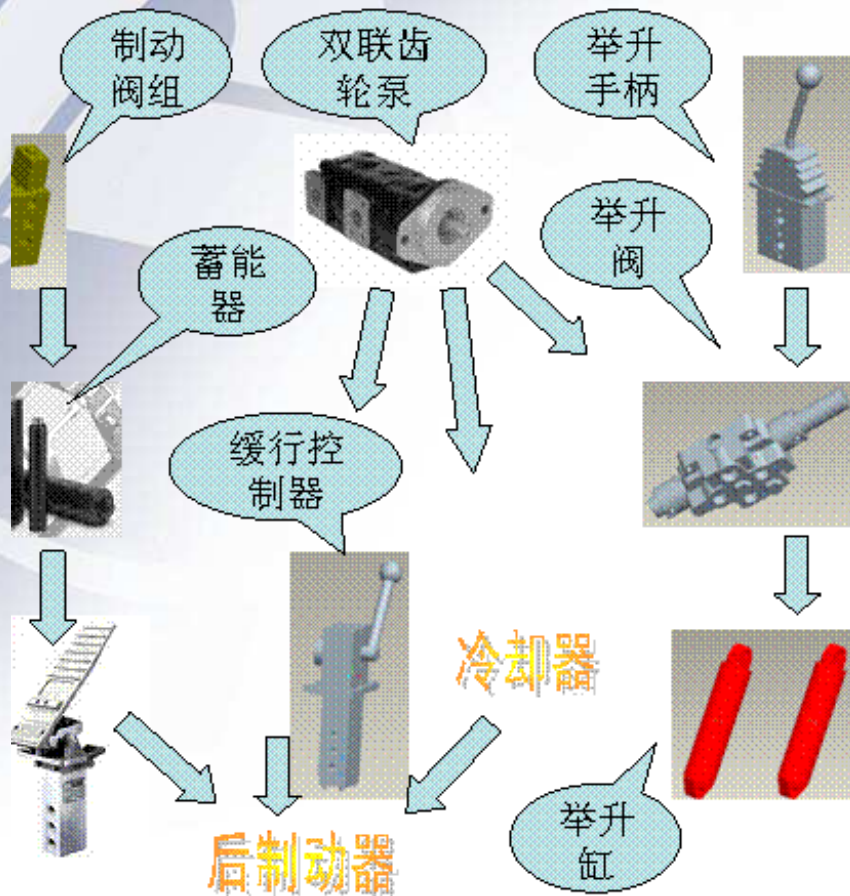 制动
阀组
双联齿
轮泵
举升
手柄
举升
阀
蓄能
器
缓行控
制器
冷却器
举升
缸
后制动器